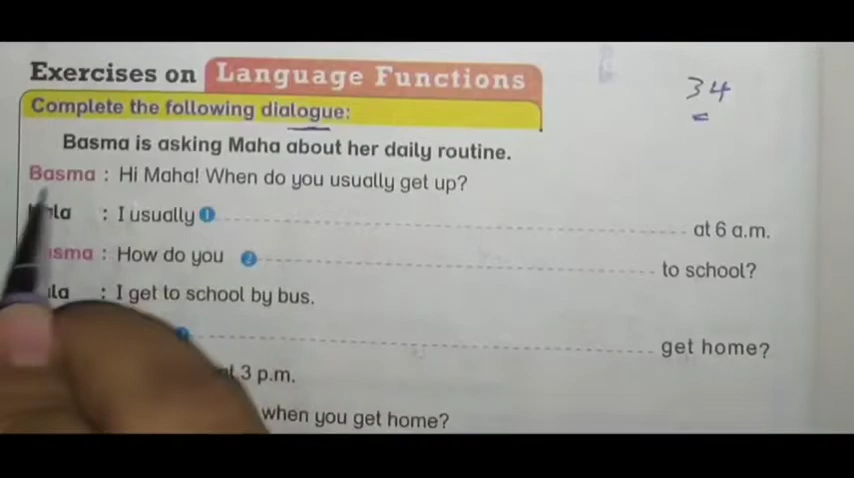 Exercises on Language Functions
34
Complete the following dialogue:
Basma is asking Maha about her daily routine.
Basma : Hi Maha! When do you usually get up?
: I usually 1 at 6 a.m.
: How do you 2 to school?
: I get to school by bus.
get home?
3 p.m.
when you get home?